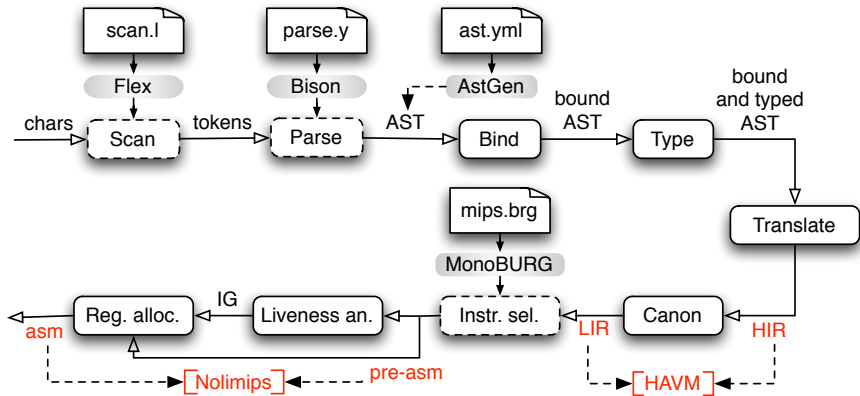 scan.l
parse.y
ast.yml
Flex
Bison
AstGen
chars
Scan
tokens
Parse
AST
Bind
bound
AST
Type
bound
and typed
AST
Translate
mips.brg
MonoBURG
asm
Reg. alloc.
IG
Liveness an.
Instr. sel.
LIR
Canon
HIR
pre-asm
[Nolimips]
[HAVM]